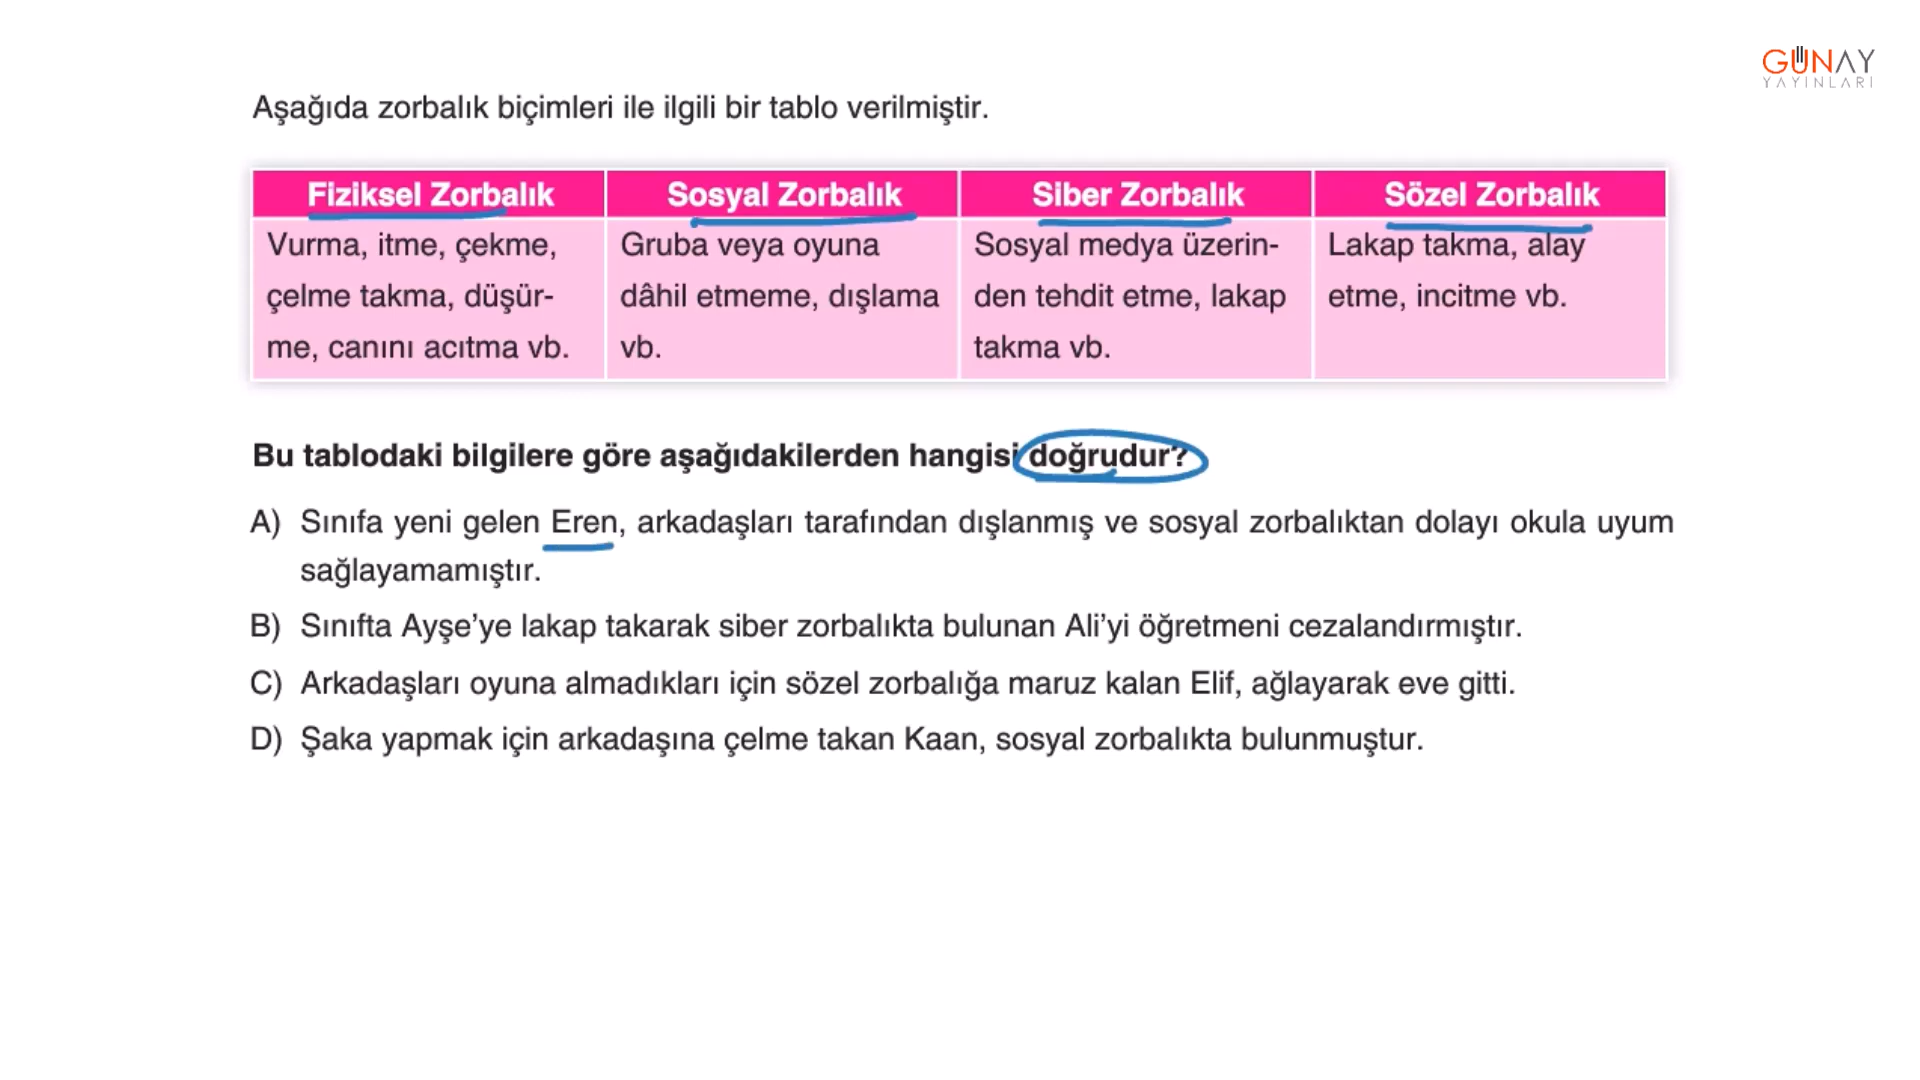 GÜNAY
YAYINLARI
Aşağıda zorbalık biçimleri ile ilgili bir tablo verilmiştir.
Fiziksel Zorbalık
Vurma, itme, çekme,
çelme takma, düşür-
me, canını acıtma vb.
Sosyal Zorbalık
Gruba veya oyuna
dâhil etmeme, dışlama
vb.
Siber Zorbalık
Sosyal medya üzerin-
den tehdit etme, lakap
takma vb.
Sözel Zorbalık
Lakap takma, alay
etme, incitme vb.
Bu tablodaki bilgilere göre aşağıdakilerden hangisi doğrudur?
A) Sınıfa yeni gelen Eren, arkadaşları tarafından dışlanmış ve sosyal zorbalıktan dolayı okula uyum
sağlayamamıştır.
B) Sınıfta Ayşe’ye lakap takarak siber zorbalıkta bulunan Ali’yi öğretmeni cezalandırmıştır.
C) Arkadaşları oyuna almadıkları için sözel zorbalığa maruz kalan Elif, ağlayarak eve gitti.
D) Şaka yapmak için arkadaşına çelme takan Kaan, sosyal zorbalıkta bulunmuştur.